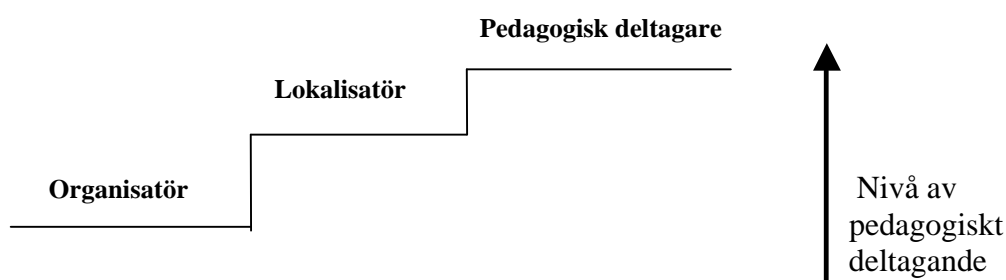 Pedagogisk deltagare
Lokalisatör
Organisatör
Nivå av
pedagogiskt
deltagande